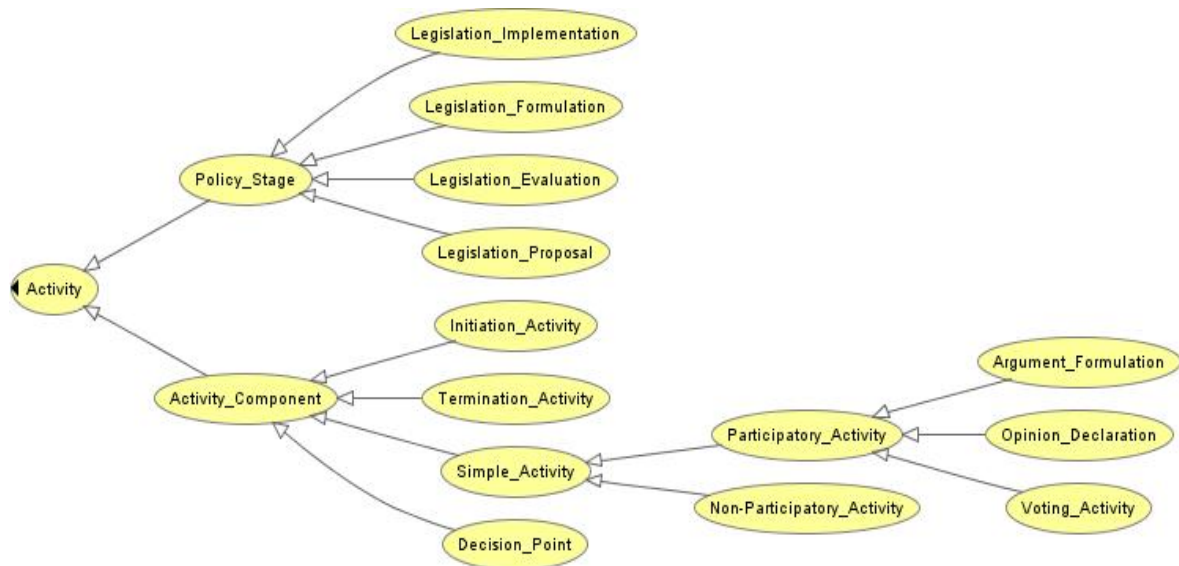 Legislation_Implementation
Legislation_Formulation
Policy_Stage
Legislation_Evaluation
Legislation_Proposal
Activity
Initiation_Activity
Argument_Formulation
Activity_Component
Termination_Activity
Participatory_Activity
Opinion_Declaration
Simple_Activity
Non-Participatory_Activity
Voting_Activity
Decision_Point